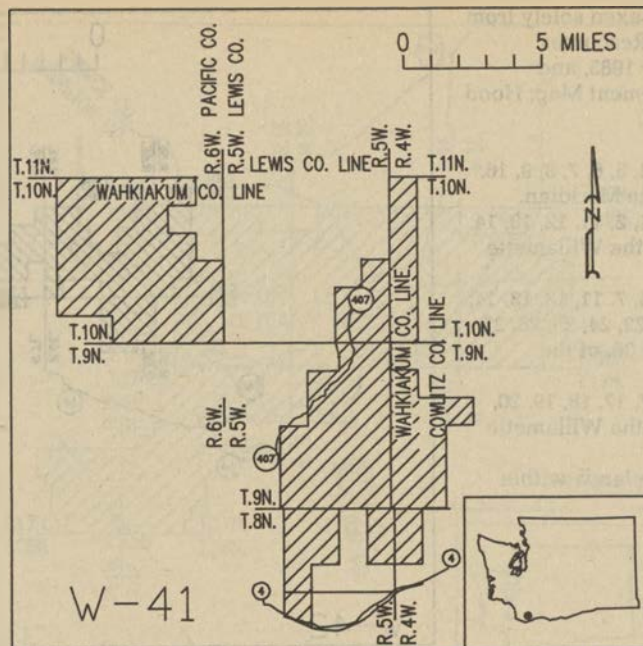 0 5 MILES
PACIFIC CO.
LEWIS CO.
R.6W.
R.5W.
LEWIS CO. LINE
R.5W.
R.4W.
T.11N.
T.10N.
WAHKIAKUM CO. LINE
T.11N.
T.10N.
N
407
WAHKIAKUM CO. LINE
COWLITZ CO. LINE
T.10N.
T.9N.
T.10N.
T.9N.
R.6W.
R.5W.
407
T.9N.
T.8N.
W-41
4
4
R.5W.
R.4W.